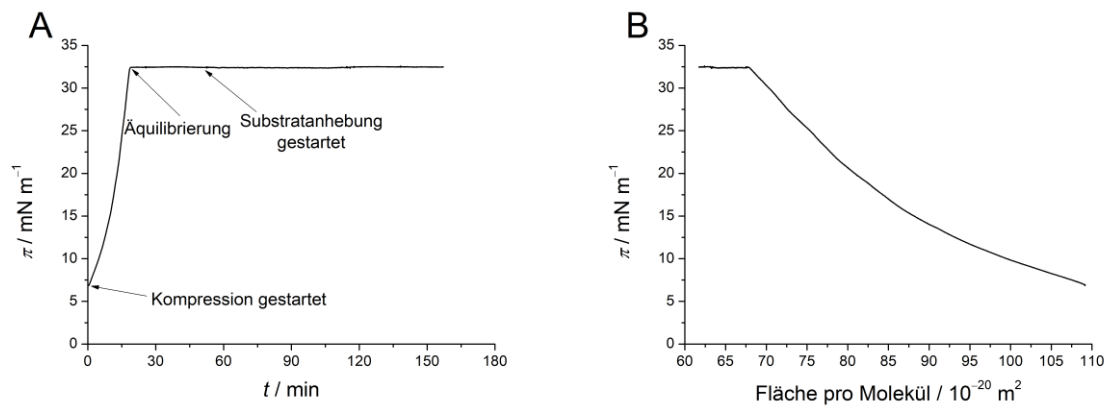 A
35
30
25
20
15
10
5
0
π / mN m⁻¹
Äquilibrierung
Substratanhebung
gestartet
Kompression gestartet
0 30 60 90 120 150 180
t / min
B
35
30
25
20
15
10
5
0
π / mN m⁻¹
60 65 70 75 80 85 90 95 100 105 110
Fläche pro Molekül / 10⁻²⁰ m²